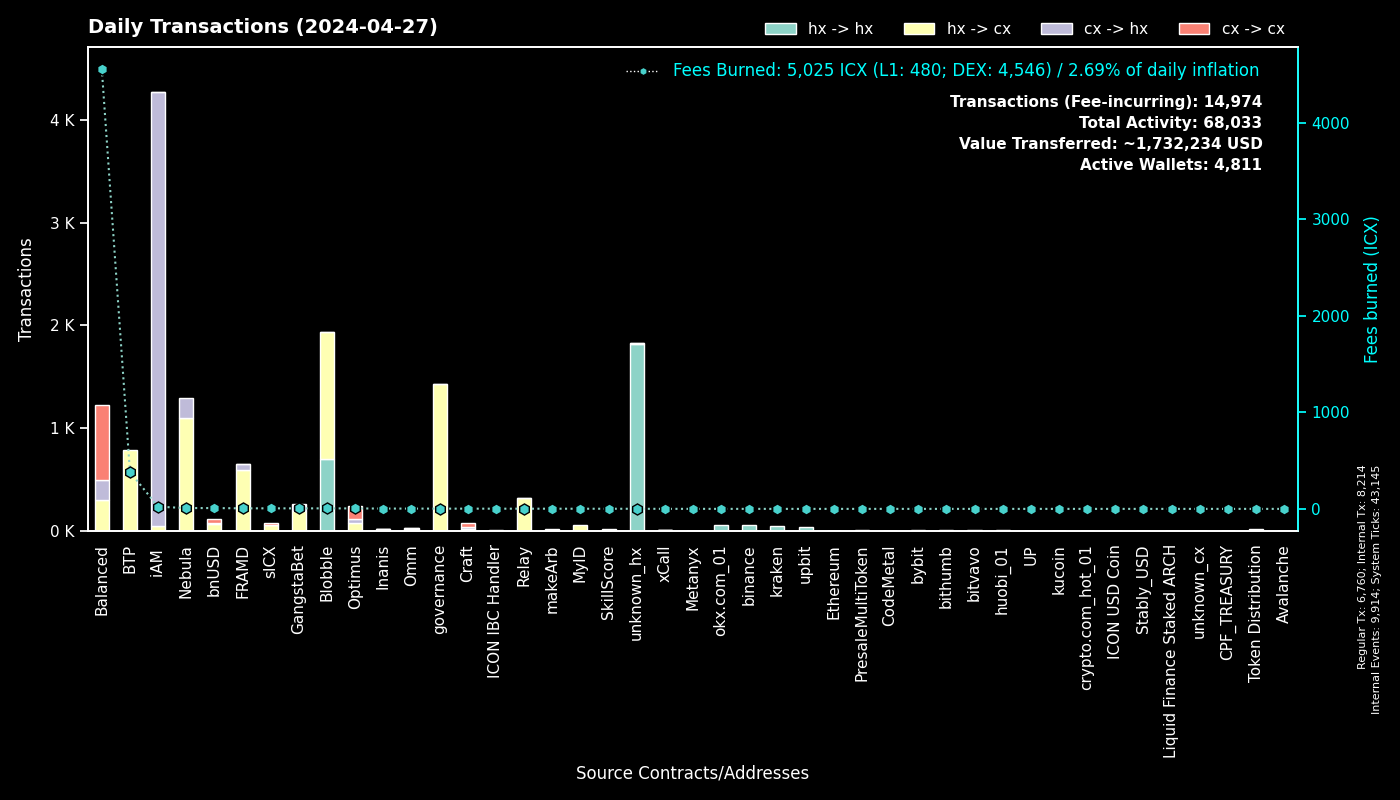 Daily Transactions (2024-04-27)
hx -> hx
hx -> cx
cx -> hx
cx -> cx
Fees Burned: 5,025 ICX (L1: 480; DEX: 4,546) / 2.69% of daily inflation
Transactions (Fee-incurring): 14,974
Total Activity: 68,033
Value Transferred: ~1,732,234 USD
Active Wallets: 4,811
Transactions
4 K
3 K
2 K
1 K
0 K
4000
3000
2000
1000
0
Fees burned (ICX)
Balanced
BTP
iAM
Nebula
bnUSD
FRAMD
sICX
GangstaBet
Blobble
Optimus
Inanis
Omm
governance
Craft
ICON IBC Handler
Relay
makeArb
MyID
SkillScore
unknown_hx
xCall
Metanyx
okx.com_01
binance
kraken
upbit
Ethereum
PresaleMultiToken
CodeMetal
bybit
bithumb
bitvavo
huobi_01
UP
kucoin
crypto.com_hot_01
ICON USD Coin
Stably_USD
Liquid Finance Staked ARCH
unknown_cx
CPF_TREASURY
Token Distribution
Avalanche
Source Contracts/Addresses
Regular Tx: 6,760; Internal Tx: 8,214
Internal Events: 9,914; System Ticks: 43,145